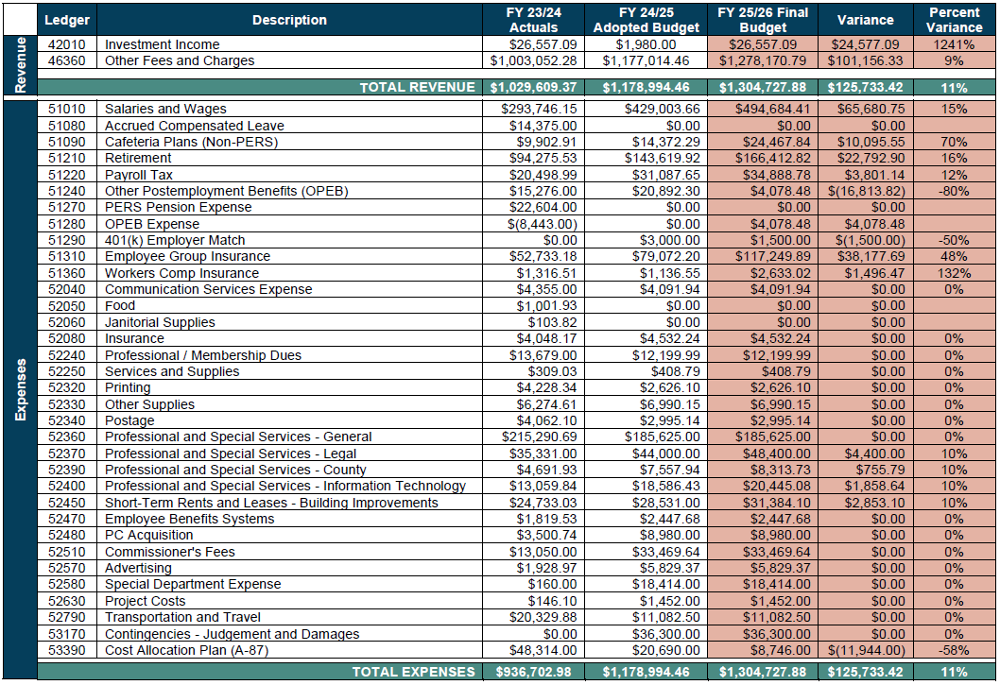 Ledger Description FY 23/24 Actuals FY 24/25 Adopted Budget FY 25/26 Final Budget Variance Percent Variance
Revenue
42010 Investment Income $26,557.09 $1,980.00 $26,557.09 $24,577.09 1241%
46360 Other Fees and Charges $1,003,052.28 $1,177,014.46 $1,278,170.79 $101,156.33 9%
TOTAL REVENUE $1,029,609.37 $1,178,994.46 $1,304,727.88 $125,733.42 11%
Expenses
51010 Salaries and Wages $293,746.15 $429,003.66 $494,684.41 $65,680.75 15%
51080 Accrued Compensated Leave $14,375.00 $0.00 $0.00 $0.00
51090 Cafeteria Plans (Non-PERS) $9,902.91 $14,372.29 $24,467.84 $10,095.55 70%
51210 Retirement $94,275.53 $143,619.92 $166,412.82 $22,792.90 16%
51220 Payroll Tax $20,498.99 $31,087.65 $34,888.78 $3,801.14 12%
51240 Other Postemployment Benefits (OPEB) $15,276.00 $20,892.30 $4,078.48 $(16,813.82) -80%
51270 PERS Pension Expense $22,604.00 $0.00 $0.00 $0.00
51280 OPEB Expense $(8,443.00) $0.00 $4,078.48 $4,078.48
51290 401(k) Employer Match $0.00 $3,000.00 $1,500.00 $(1,500.00) -50%
51310 Employee Group Insurance $52,733.18 $79,072.20 $117,249.89 $38,177.69 48%
51360 Workers Comp Insurance $1,316.51 $1,136.55 $2,633.02 $1,496.47 132%
52040 Communication Services Expense $4,355.00 $4,091.94 $4,091.94 $0.00 0%
52050 Food $1,001.93 $0.00 $0.00 $0.00
52060 Janitorial Supplies $103.82 $0.00 $0.00 $0.00
52080 Insurance $4,048.17 $4,532.24 $4,532.24 $0.00 0%
52240 Professional / Membership Dues $13,679.00 $12,199.99 $12,199.99 $0.00 0%
52250 Services and Supplies $309.03 $408.79 $408.79 $0.00 0%
52320 Printing $4,228.34 $2,626.10 $2,626.10 $0.00 0%
52330 Other Supplies $6,274.61 $6,990.15 $6,990.15 $0.00 0%
52340 Postage $4,062.10 $2,995.14 $2,995.14 $0.00 0%
52360 Professional and Special Services - General $215,290.69 $185,625.00 $185,625.00 $0.00 0%
52370 Professional and Special Services - Legal $35,331.00 $44,000.00 $48,400.00 $4,400.00 10%
52390 Professional and Special Services - County $4,691.93 $7,557.94 $8,313.73 $755.79 10%
52400 Professional and Special Services - Information Technology $13,059.84 $18,586.43 $20,445.08 $1,858.64 10%
52450 Short-Term Rents and Leases - Building Improvements $24,733.03 $28,531.00 $31,384.10 $2,853.10 10%
52470 Employee Benefits Systems $1,819.53 $2,447.68 $2,447.68 $0.00 0%
52480 PC Acquisition $3,500.74 $8,980.00 $8,980.00 $0.00 0%
52510 Commissioner's Fees $13,050.00 $33,469.64 $33,469.64 $0.00 0%
52570 Advertising $1,928.97 $5,829.37 $5,829.37 $0.00 0%
52580 Special Department Expense $160.00 $18,414.00 $18,414.00 $0.00 0%
52630 Project Costs $146.10 $1,452.00 $1,452.00 $0.00 0%
52790 Transportation and Travel $20,329.88 $11,082.50 $11,082.50 $0.00 0%
53170 Contingencies - Judgement and Damages $0.00 $36,300.00 $36,300.00 $0.00 0%
53390 Cost Allocation Plan (A-87) $48,314.00 $20,690.00 $8,746.00 $(11,944.00) -58%
TOTAL EXPENSES $936,702.98 $1,178,994.46 $1,304,727.88 $125,733.42 11%